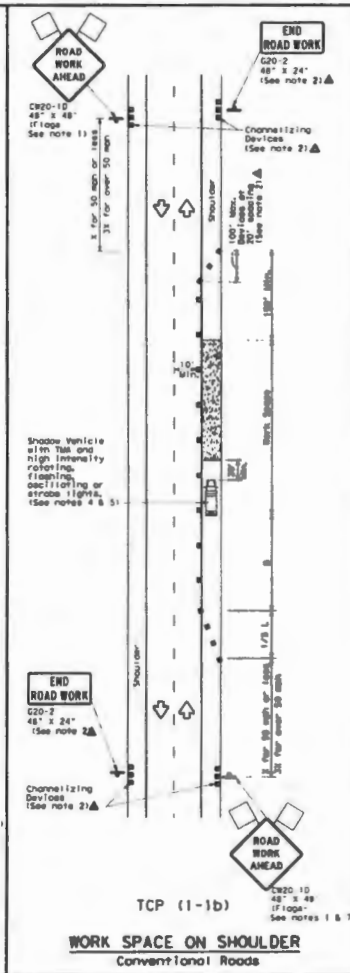 ROAD
WORK
AHEAD
CW20-1D
48" X 48"
(Flags-
See note 1)
X for 50 mph or less
3X for over 50 mph
END
ROAD WORK
G20-2
48" X 24"
(See note 2)▲
Channelizing
Devices
(See note 2)▲
Shoulder
100' Max.
Devices at
20' spacing
(See note 2)▲
100' Min.
10'
Min.
Work Space
Shadow Vehicle
with TMA and
high intensity
rotating,
flashing,
oscillating or
strobe lights.
(See notes 4 & 5)
1/3 L
Shoulder
X for 50 mph or less
3X for over 50 mph
END
ROAD WORK
G20-2
48" X 24"
(See note 2)▲
Channelizing
Devices
(See note 2)▲
ROAD
WORK
AHEAD
CW20-1D
48" X 48"
(Flags-
See notes 1 & 7
TCP (1-1b)
WORK SPACE ON SHOULDER
Conventional Roads